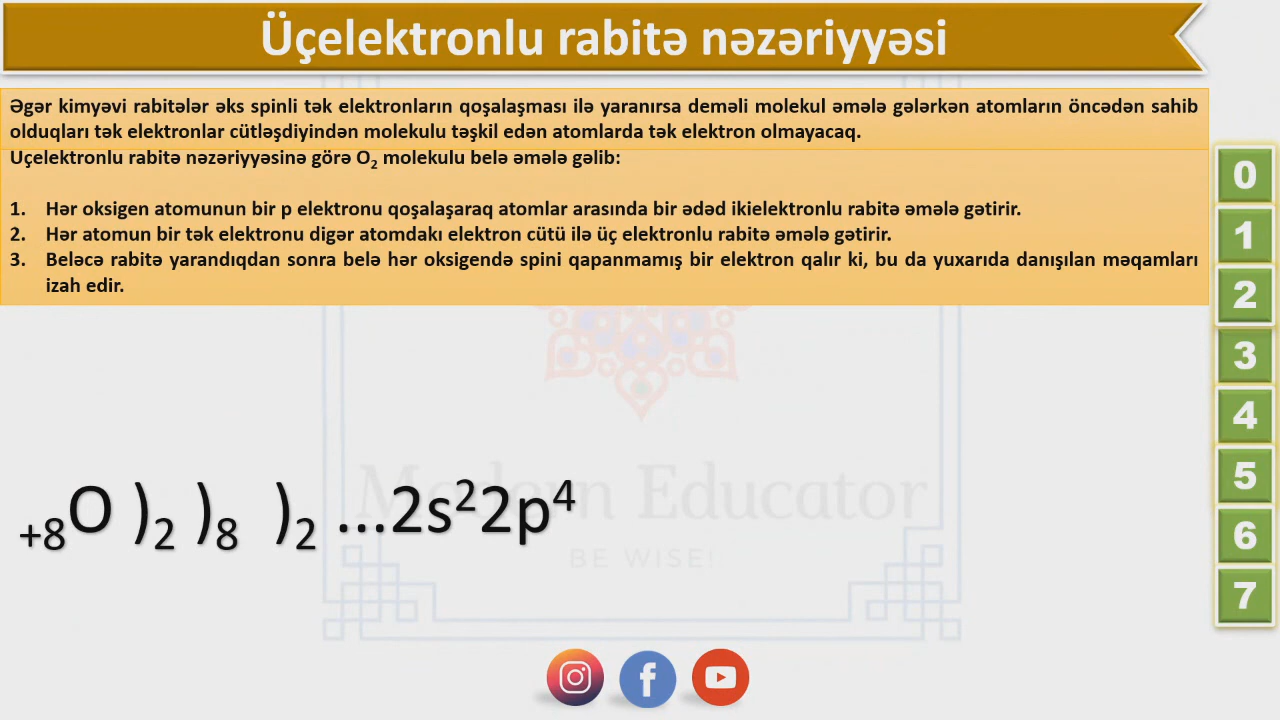 Üçelektronlu rabitə nəzəriyyəsi
Əgər kimyəvi rabitələr əks spinli tək elektronların qoşalaşması ilə yaranırsa deməli molekul əmələ gələrkən atomların öncədən sahib
olduqları tək elektronlar cütləşdiyindən molekulu təşkil edən atomlarda tək elektron olmayacaq.
Üçelektronlu rabitə nəzəriyyəsinə görə O₂ molekulu belə əmələ gəlib:
1. Hər oksigen atomunun bir p elektronu qoşalaşaraq atomlar arasında bir ədəd ikielektronlu rabitə əmələ gətirir.
2. Hər atomun bir tək elektronu digər atomdakı elektron cütü ilə üç elektronlu rabitə əmələ gətirir.
3. Beləcə rabitə yarandıqdan sonra belə hər oksigendə spini qapanmamış bir elektron qalır ki, bu da yuxarıda danışılan məqamları
izah edir.
0
1
2
3
4
5
6
7
Modern Educator
₊₈O )₂ )₈ )₂ ...2s²2p⁴
BE WISE!